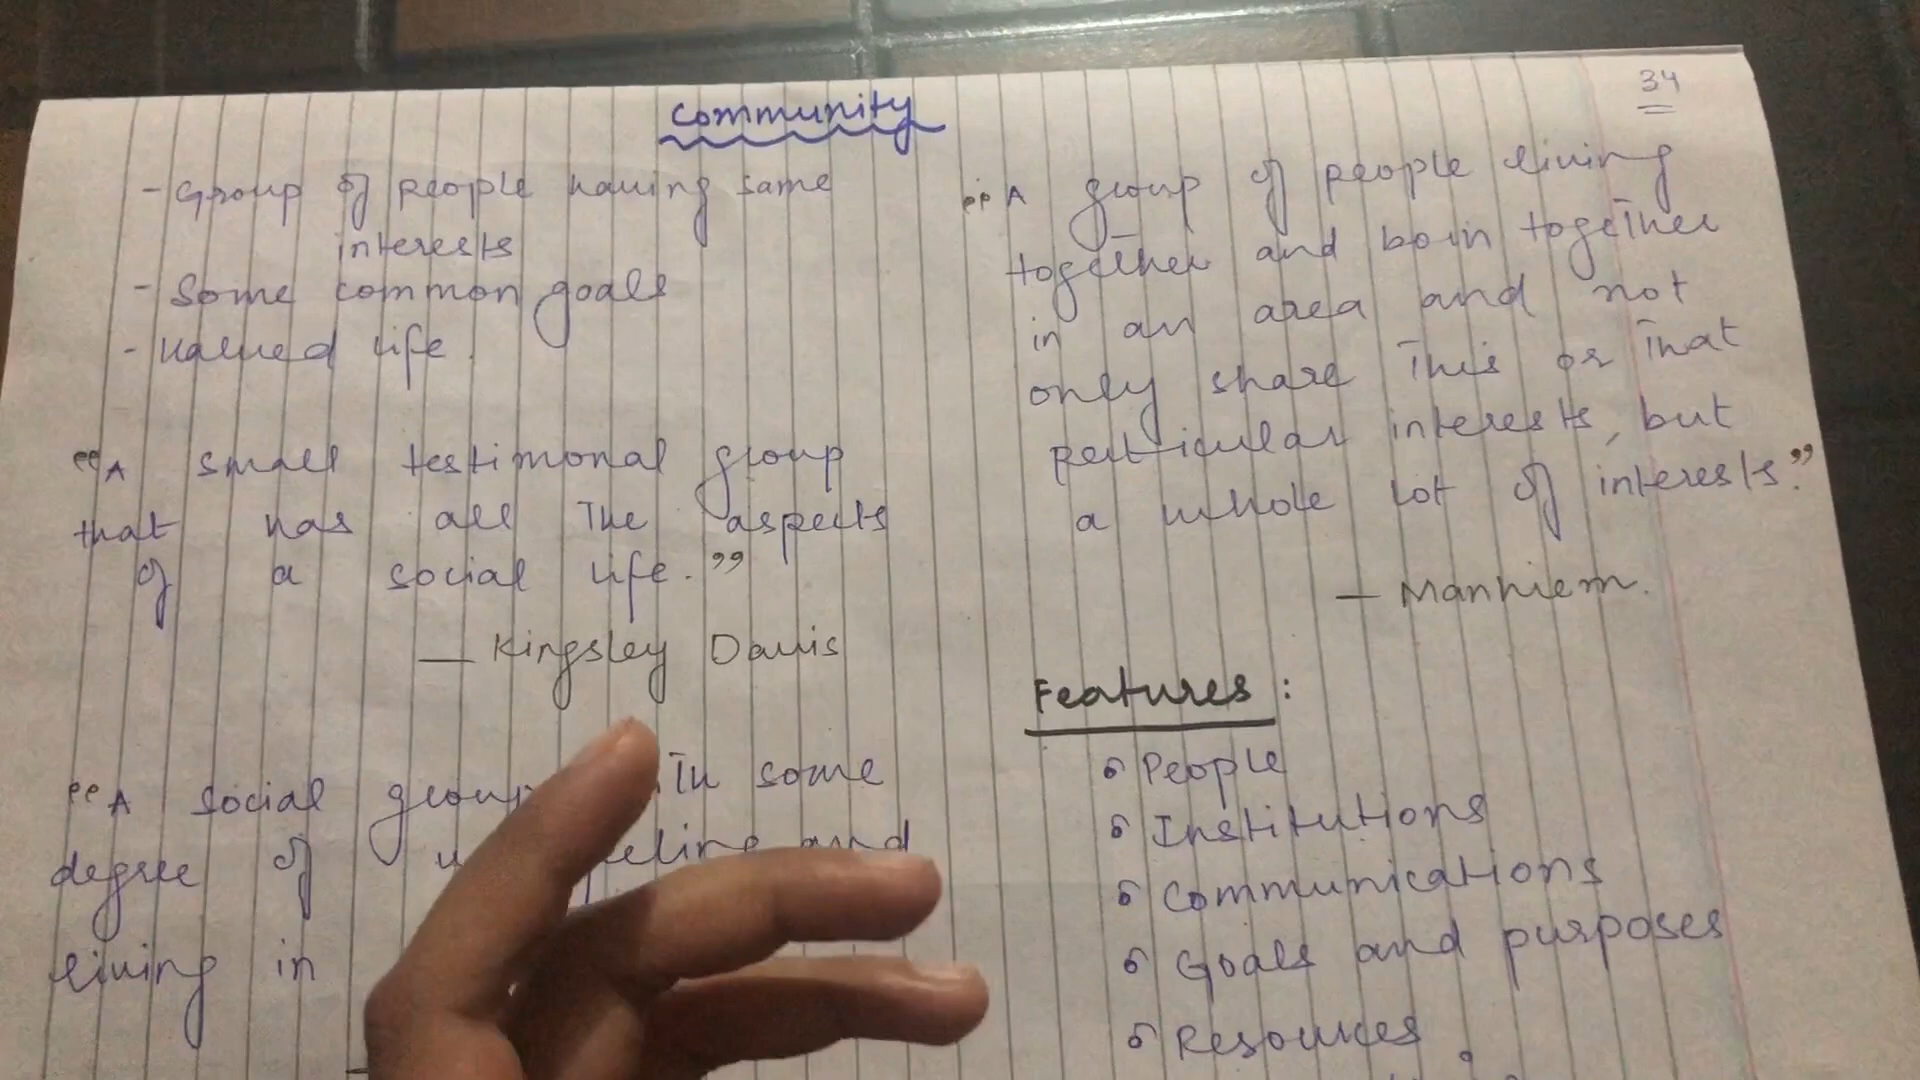 34
Community
- Group of people having same
interests
- Some common goals
- Valued life.
"A small testimonal group
that has all the aspects
of a social life."
— Kingsley Davis
"A social group some
degree of and
living in
"A group of people living
together and born together
in an area and not
only share this or that
perticular interests, but
a whole lot of interests."
— Manhiem.
Features :
People
Institutions
Communications
Goals and purposes
Resources